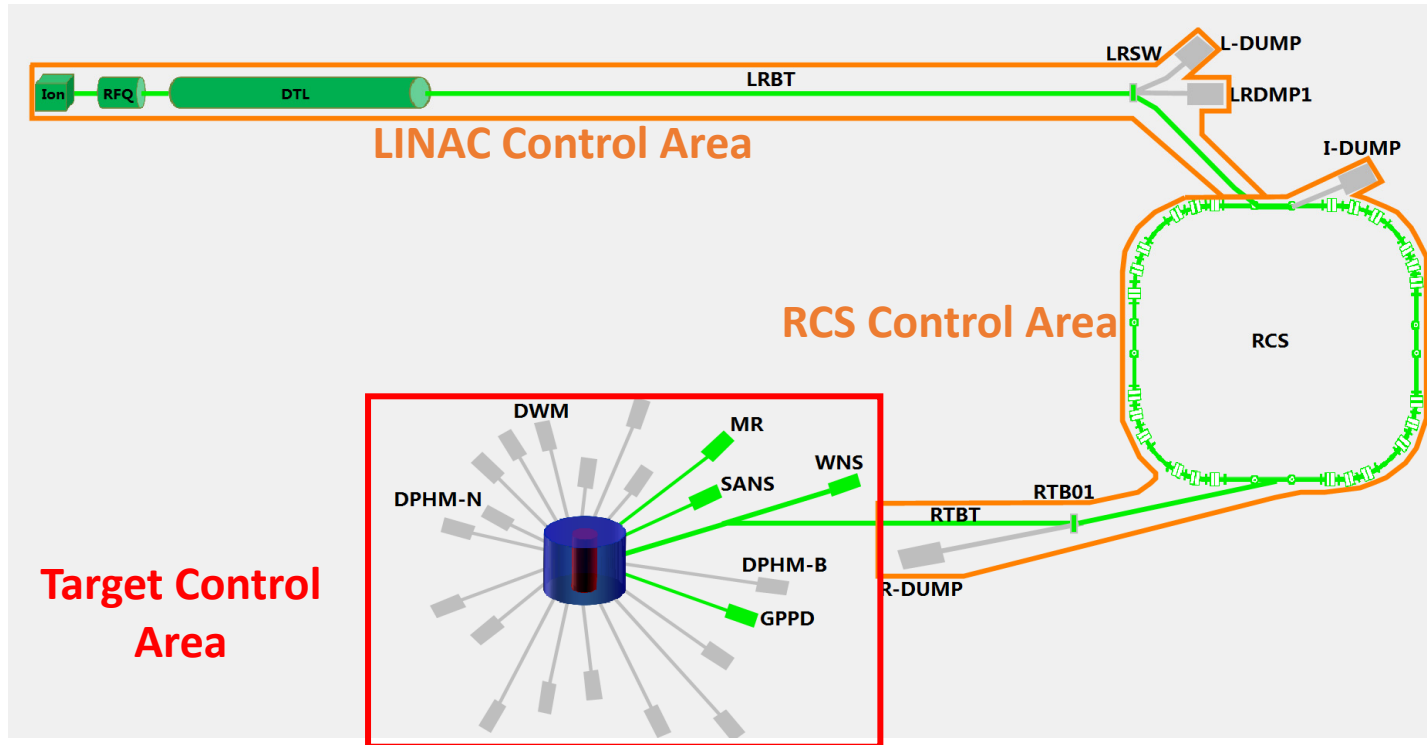 L-DUMP
LRSW
LRBT
Ion
RFQ
DTL
LRDMP1
LINAC Control Area
I-DUMP
RCS Control Area
RCS
DWM
MR
WNS
SANS
DPHM-N
RTB01
RTBT
DPHM-B
R-DUMP
GPPD
Target Control
Area